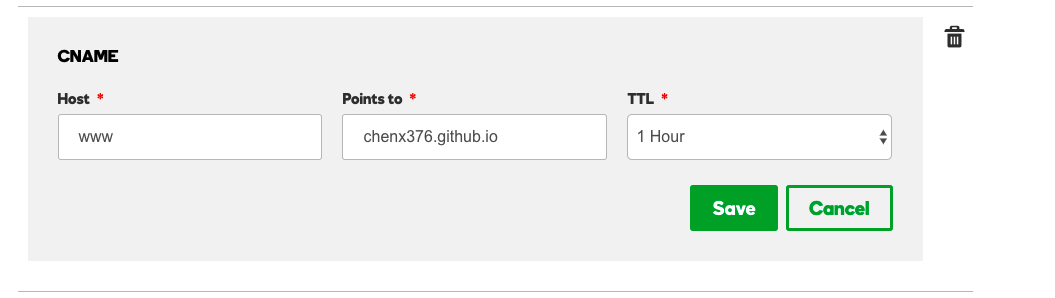 CNAME
Host * Points to * TTL *
www chenx376.github.io 1 Hour
Save Cancel